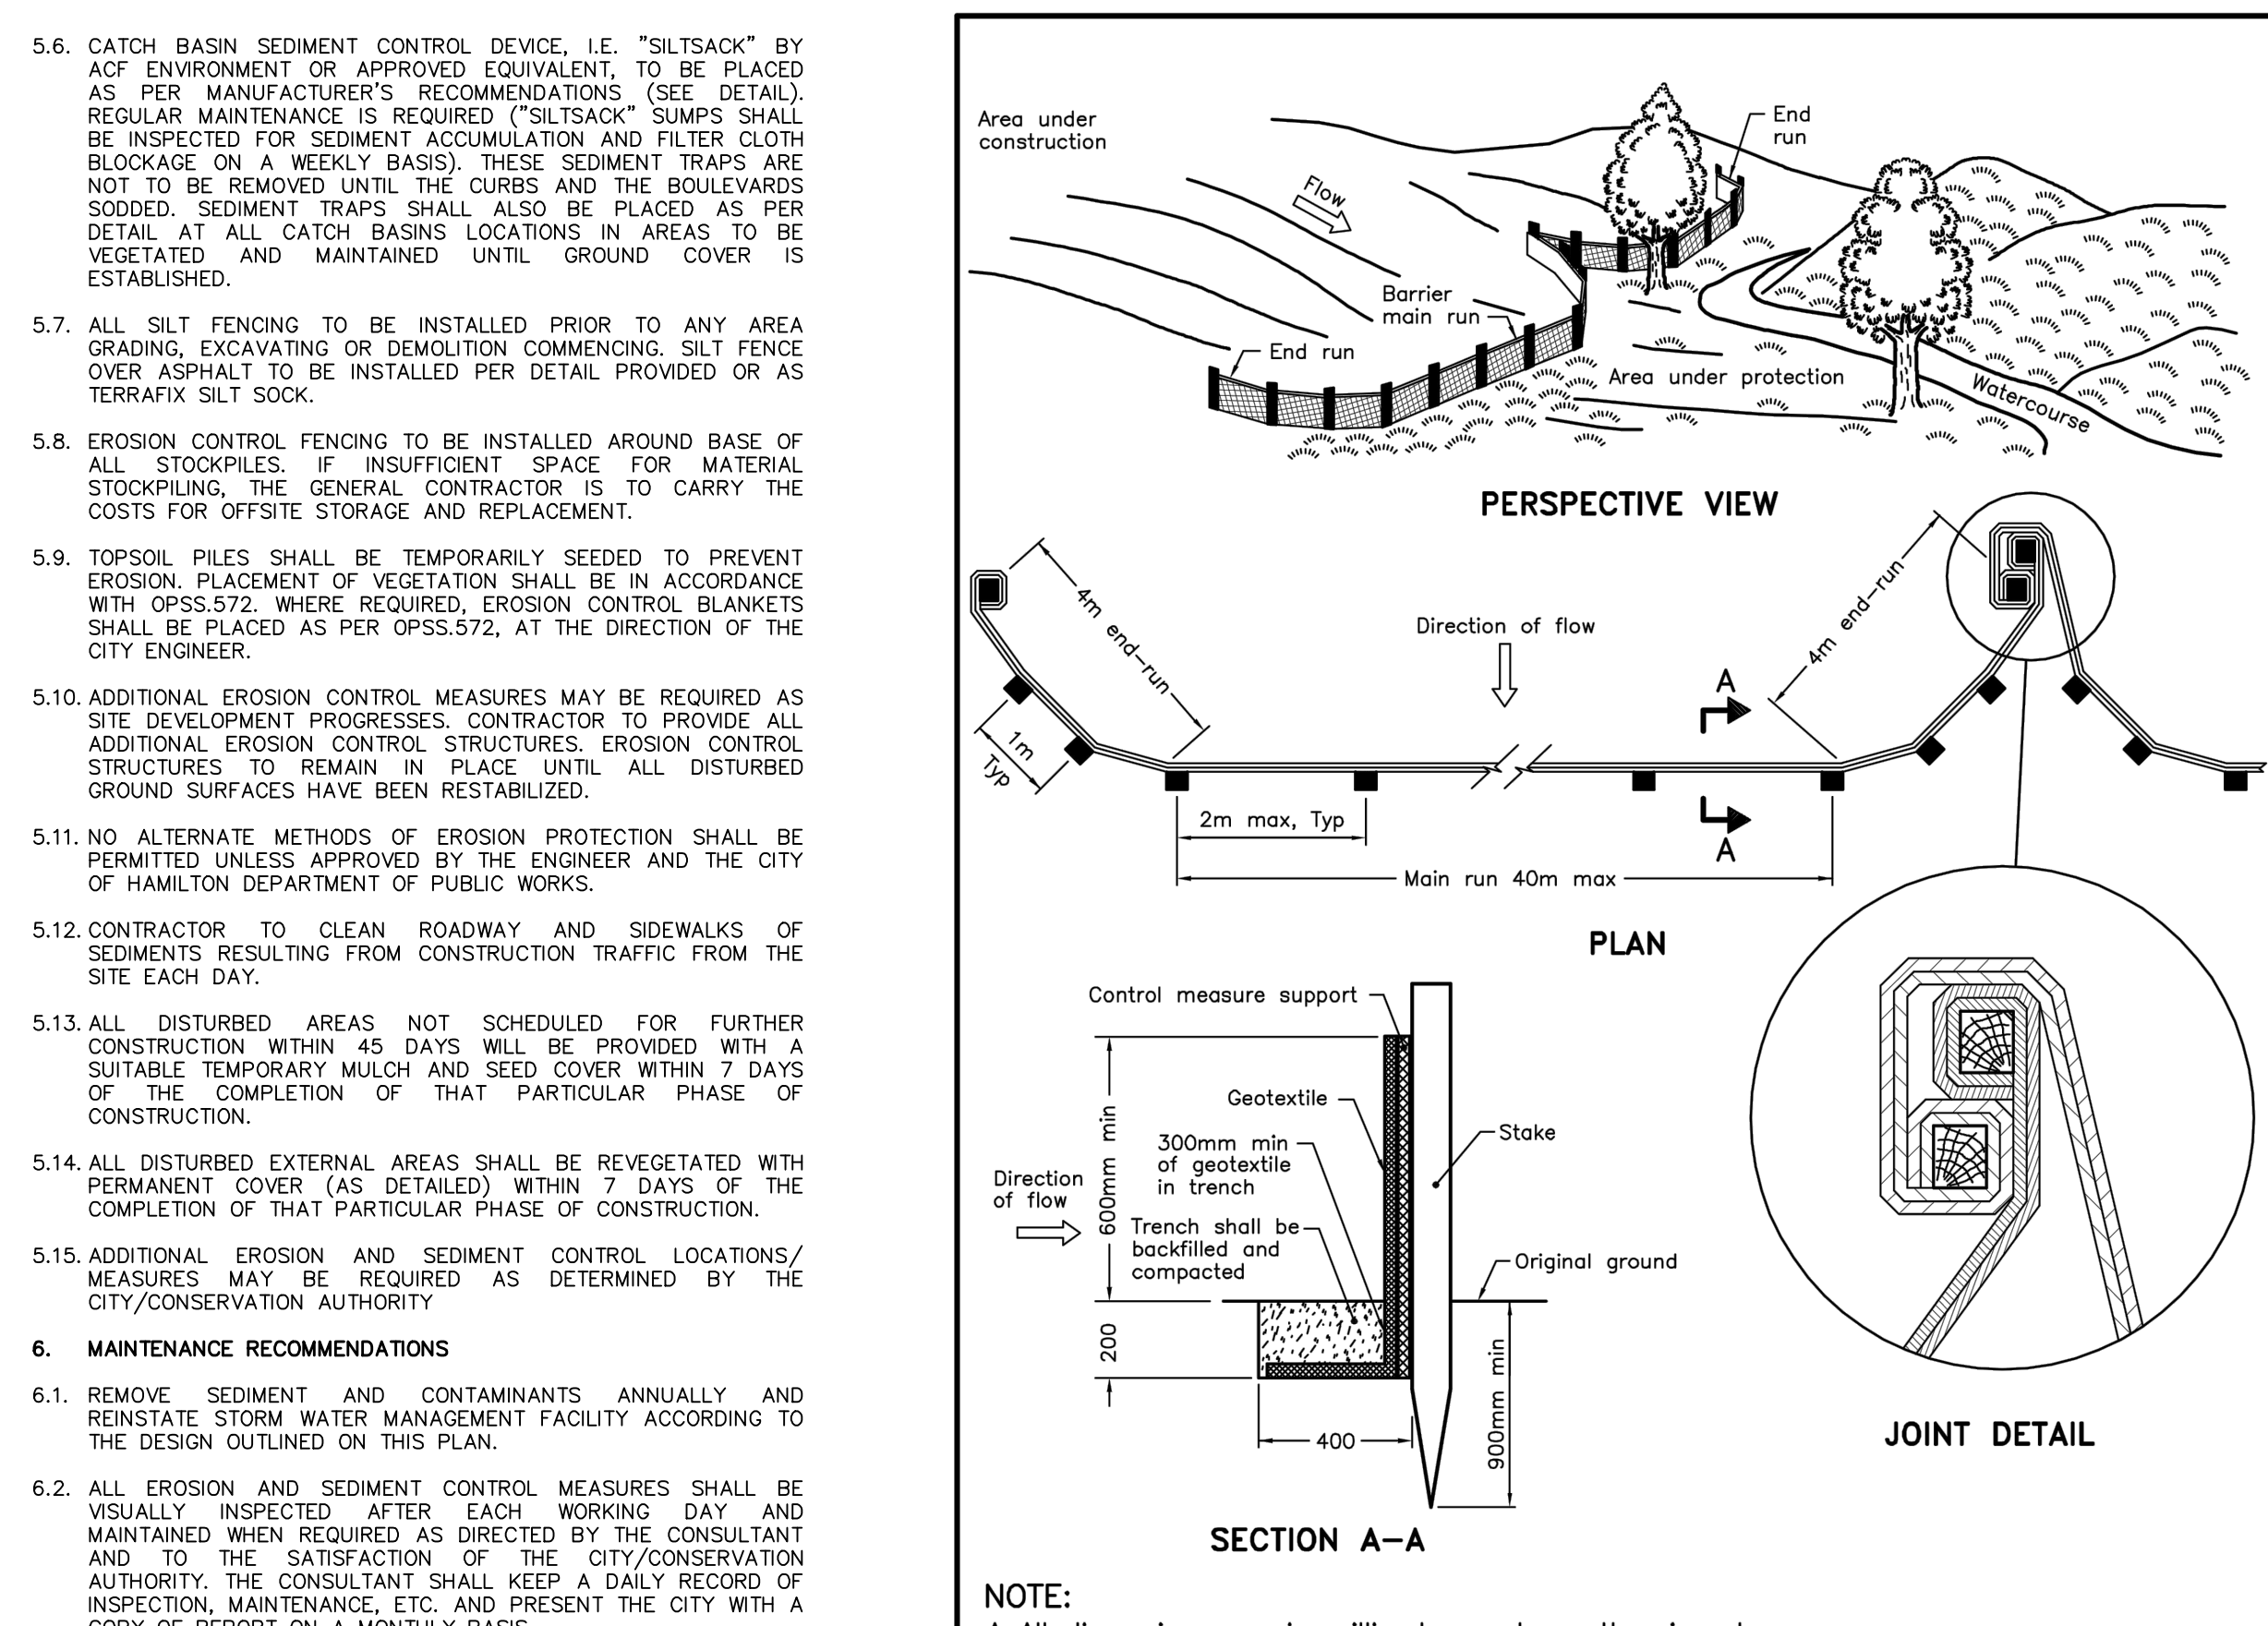 5.6. CATCH BASIN SEDIMENT CONTROL DEVICE, I.E. "SILTSACK" BY
ACF ENVIRONMENT OR APPROVED EQUIVALENT, TO BE PLACED
AS PER MANUFACTURER'S RECOMMENDATIONS (SEE DETAIL).
REGULAR MAINTENANCE IS REQUIRED ("SILTSACK" SUMPS SHALL
BE INSPECTED FOR SEDIMENT ACCUMULATION AND FILTER CLOTH
BLOCKAGE ON A WEEKLY BASIS). THESE SEDIMENT TRAPS ARE
NOT TO BE REMOVED UNTIL THE CURBS AND THE BOULEVARDS
SODDED. SEDIMENT TRAPS SHALL ALSO BE PLACED AS PER
DETAIL AT ALL CATCH BASINS LOCATIONS IN AREAS TO BE
VEGETATED AND MAINTAINED UNTIL GROUND COVER IS
ESTABLISHED.
5.7. ALL SILT FENCING TO BE INSTALLED PRIOR TO ANY AREA
GRADING, EXCAVATING OR DEMOLITION COMMENCING. SILT FENCE
OVER ASPHALT TO BE INSTALLED PER DETAIL PROVIDED OR AS
TERRAFIX SILT SOCK.
5.8. EROSION CONTROL FENCING TO BE INSTALLED AROUND BASE OF
ALL STOCKPILES. IF INSUFFICIENT SPACE FOR MATERIAL
STOCKPILING, THE GENERAL CONTRACTOR IS TO CARRY THE
COSTS FOR OFFSITE STORAGE AND REPLACEMENT.
5.9. TOPSOIL PILES SHALL BE TEMPORARILY SEEDED TO PREVENT
EROSION. PLACEMENT OF VEGETATION SHALL BE IN ACCORDANCE
WITH OPSS.572. WHERE REQUIRED, EROSION CONTROL BLANKETS
SHALL BE PLACED AS PER OPSS.572, AT THE DIRECTION OF THE
CITY ENGINEER.
5.10. ADDITIONAL EROSION CONTROL MEASURES MAY BE REQUIRED AS
SITE DEVELOPMENT PROGRESSES. CONTRACTOR TO PROVIDE ALL
ADDITIONAL EROSION CONTROL STRUCTURES. EROSION CONTROL
STRUCTURES TO REMAIN IN PLACE UNTIL ALL DISTURBED
GROUND SURFACES HAVE BEEN RESTABILIZED.
5.11. NO ALTERNATE METHODS OF EROSION PROTECTION SHALL BE
PERMITTED UNLESS APPROVED BY THE ENGINEER AND THE CITY
OF HAMILTON DEPARTMENT OF PUBLIC WORKS.
5.12. CONTRACTOR TO CLEAN ROADWAY AND SIDEWALKS OF
SEDIMENTS RESULTING FROM CONSTRUCTION TRAFFIC FROM THE
SITE EACH DAY.
5.13. ALL DISTURBED AREAS NOT SCHEDULED FOR FURTHER
CONSTRUCTION WITHIN 45 DAYS WILL BE PROVIDED WITH A
SUITABLE TEMPORARY MULCH AND SEED COVER WITHIN 7 DAYS
OF THE COMPLETION OF THAT PARTICULAR PHASE OF
CONSTRUCTION.
5.14. ALL DISTURBED EXTERNAL AREAS SHALL BE REVEGETATED WITH
PERMANENT COVER (AS DETAILED) WITHIN 7 DAYS OF THE
COMPLETION OF THAT PARTICULAR PHASE OF CONSTRUCTION.
5.15. ADDITIONAL EROSION AND SEDIMENT CONTROL LOCATIONS/
MEASURES MAY BE REQUIRED AS DETERMINED BY THE
CITY/CONSERVATION AUTHORITY
6. MAINTENANCE RECOMMENDATIONS
6.1. REMOVE SEDIMENT AND CONTAMINANTS ANNUALLY AND
REINSTATE STORM WATER MANAGEMENT FACILITY ACCORDING TO
THE DESIGN OUTLINED ON THIS PLAN.
6.2. ALL EROSION AND SEDIMENT CONTROL MEASURES SHALL BE
VISUALLY INSPECTED AFTER EACH WORKING DAY AND
MAINTAINED WHEN REQUIRED AS DIRECTED BY THE CONSULTANT
AND TO THE SATISFACTION OF THE CITY/CONSERVATION
AUTHORITY. THE CONSULTANT SHALL KEEP A DAILY RECORD OF
INSPECTION, MAINTENANCE, ETC. AND PRESENT THE CITY WITH A
COPY OF REPORT ON A MONTHLY BASIS
Area under
construction
Flow
End
run
Barrier
main run
End run
Area under protection
Watercourse
PERSPECTIVE VIEW
4m end-run
Direction of flow
4m end-run
A
1m
Typ
2m max, Typ
A
Main run 40m max
PLAN
Control measure support
Geotextile
300mm min
of geotextile
in trench
Stake
Direction
of flow
600mm min
Trench shall be
backfilled and
compacted
Original ground
200
400
900mm min
JOINT DETAIL
SECTION A-A
NOTE: